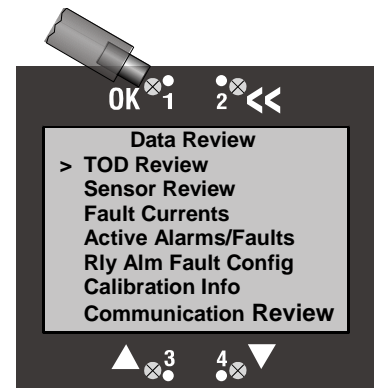 OK 1 2 <<
Data Review
> TOD Review
Sensor Review
Fault Currents
Active Alarms/Faults
Rly Alm Fault Config
Calibration Info
Communication Review
3 4